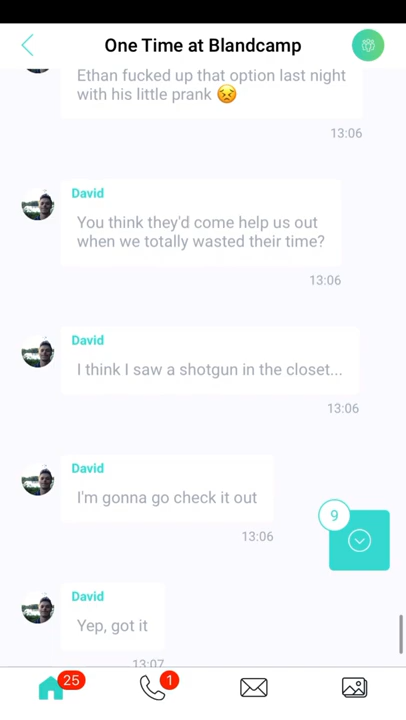 One Time at Blandcamp
Ethan fucked up that option last night
with his little prank 😣
13:06
David
You think they'd come help us out
when we totally wasted their time?
13:06
David
I think I saw a shotgun in the closet...
13:06
David
I'm gonna go check it out
13:06
9
David
Yep, got it
13:07
25
1